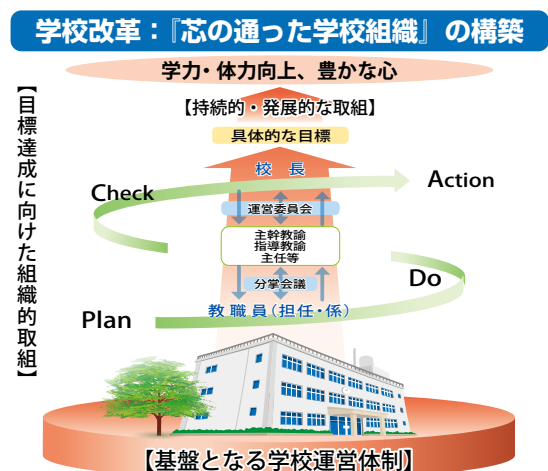 学校改革：『芯の通った学校組織』の構築
学力・体力向上、豊かな心
【持続的・発展的な取組】
具体的な目標
【目標達成に向けた組織的取組】
校長
Check
Action
運営委員会
主幹教諭
指導教諭
主任等
分掌会議
Do
教職員（担任・係）
Plan
【基盤となる学校運営体制】